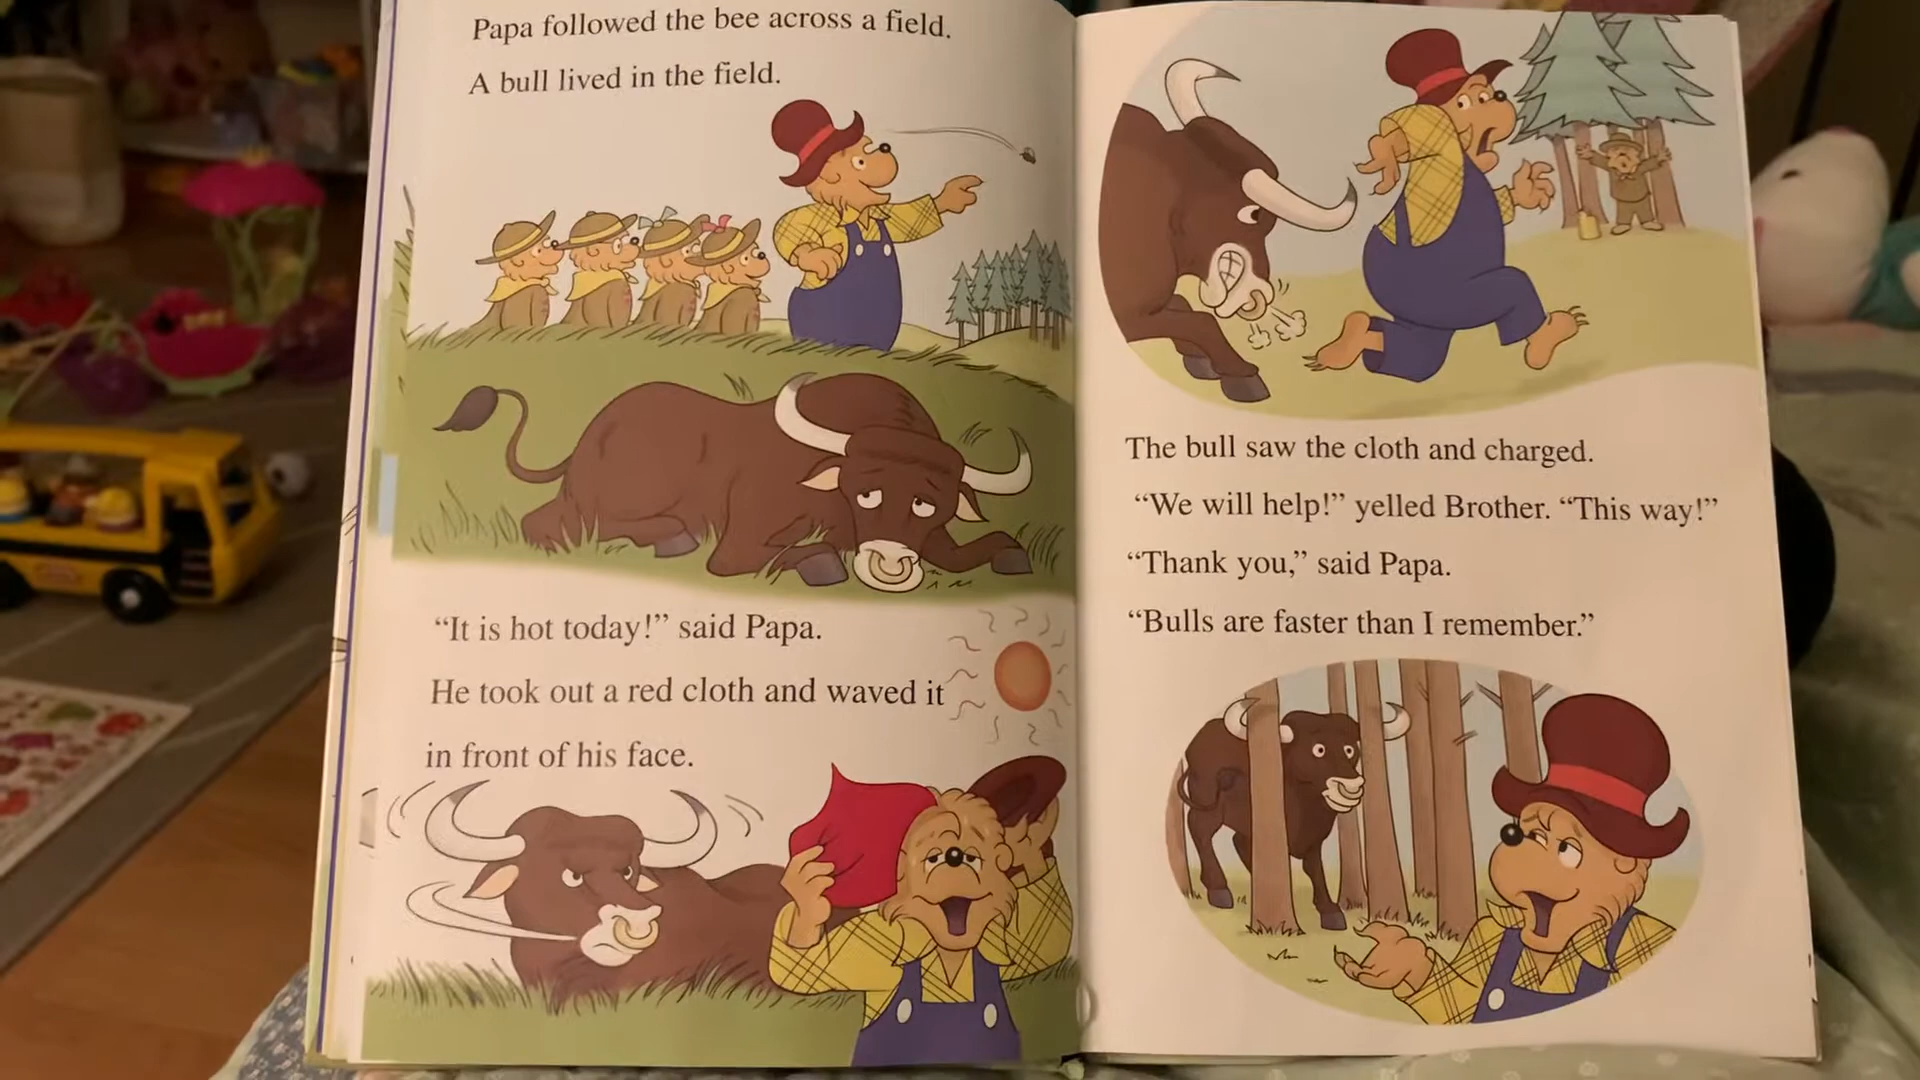 Papa followed the bee across a field.
A bull lived in the field.
“It is hot today!” said Papa.
He took out a red cloth and waved it
in front of his face.
The bull saw the cloth and charged.
“We will help!” yelled Brother. “This way!”
“Thank you,” said Papa.
“Bulls are faster than I remember.”